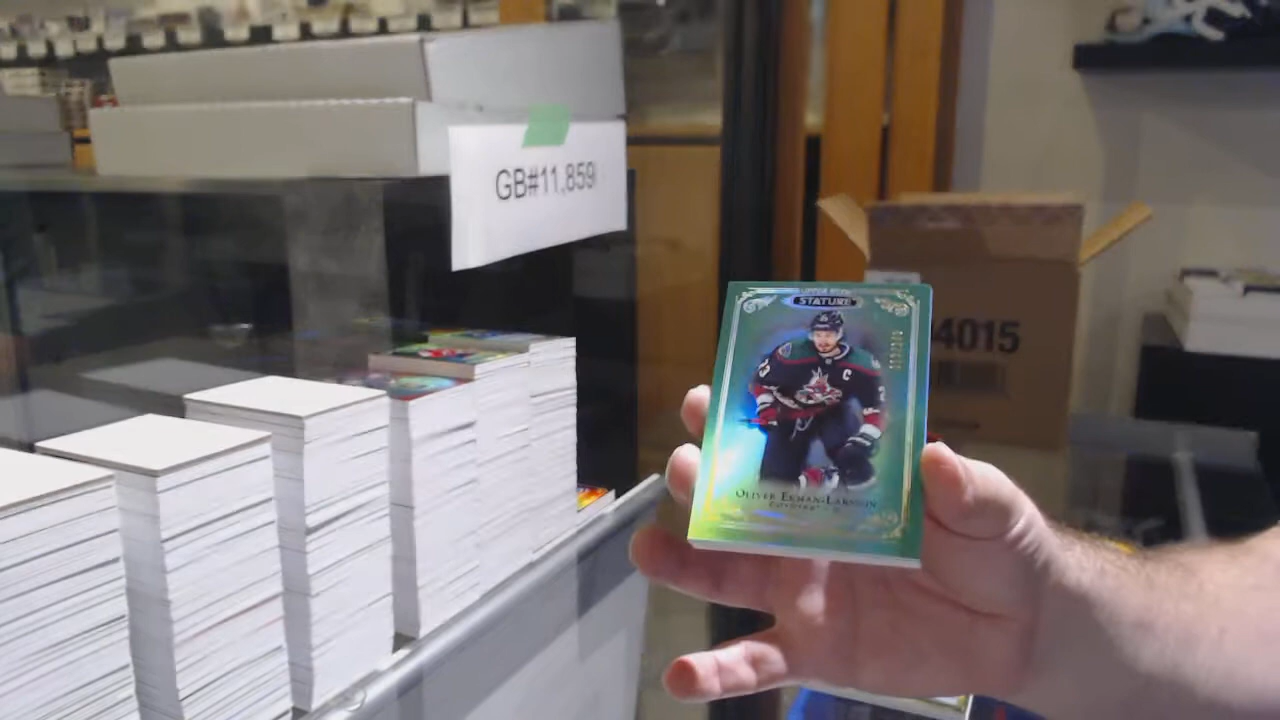 GB#11,859
4015
UPPER DECK
STATURE
C
OLIVER EKMAN-LARSSON